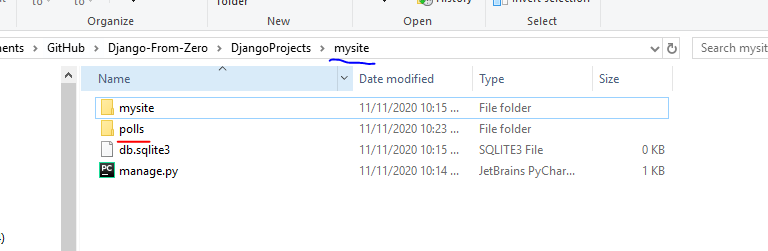 to to folder History Insert selection
Organize New Open Select
ments > GitHub > Django-From-Zero > DjangoProjects > mysite Search mysit
Name Date modified Type Size
mysite 11/11/2020 10:15 ... File folder
polls 11/11/2020 10:23 ... File folder
db.sqlite3 11/11/2020 10:15 ... SQLITE3 File 0 KB
manage.py 11/11/2020 10:14 ... JetBrains PyChar... 1 KB